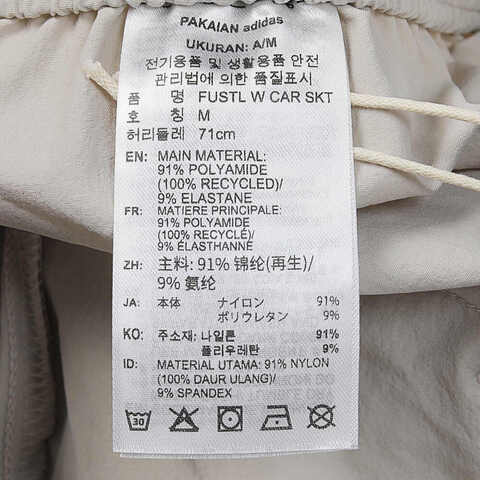 PAKAIAN adidas
UKURAN: A/M
전기용품 및 생활용품 안전
관리법에 의한 품질표시
품 명 FUSTL W CAR SKT
호 칭 M
허리둘레 71cm
EN: MAIN MATERIAL:
91% POLYAMIDE
(100% RECYCLED)/
9% ELASTANE
FR: MATIERE PRINCIPALE:
91% POLYAMIDE
(100% RECYCLÉ)/
9% ÉLASTHANNE
ZH: 主料: 91% 锦纶(再生)/
9% 氨纶
JA: 本体 ナイロン 91%
ポリウレタン 9%
KO: 주소재: 나일론 91%
폴리우레탄 9%
ID: MATERIAL UTAMA: 91% NYLON
(100% DAUR ULANG)/
9% SPANDEX
30